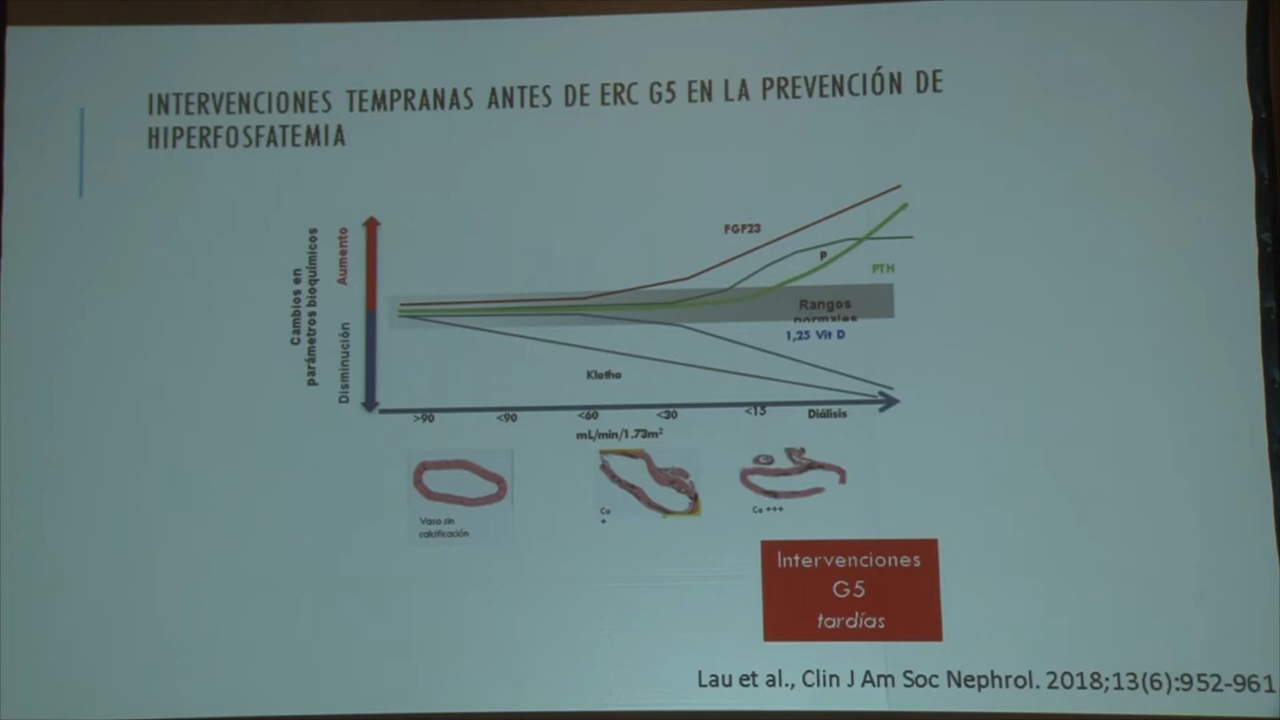 INTERVENCIONES TEMPRANAS ANTES DE ERC G5 EN LA PREVENCIÓN DE
HIPERFOSFATEMIA
Cambios en
parámetros bioquímicos
Aumento
Disminución
FGF23
P
PTH
Rangos
normales
1,25 Vit D
Klotho
>90
<90
<60
<30
<15
Diálisis
mL/min/1.73m²
Vaso sin
calcificación
Ca
+
Ca +++
Intervenciones
G5
tardías
Lau et al., Clin J Am Soc Nephrol. 2018;13(6):952-961